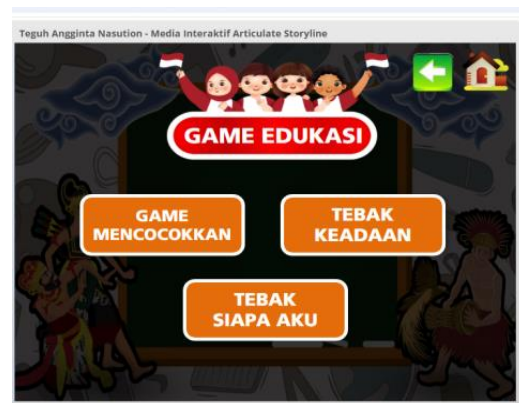 Teguh Angginta Nasution - Media Interaktif Articulate Storyline
GAME EDUKASI
GAME
MENCOCOKKAN
TEBAK
KEADAAN
TEBAK
SIAPA AKU